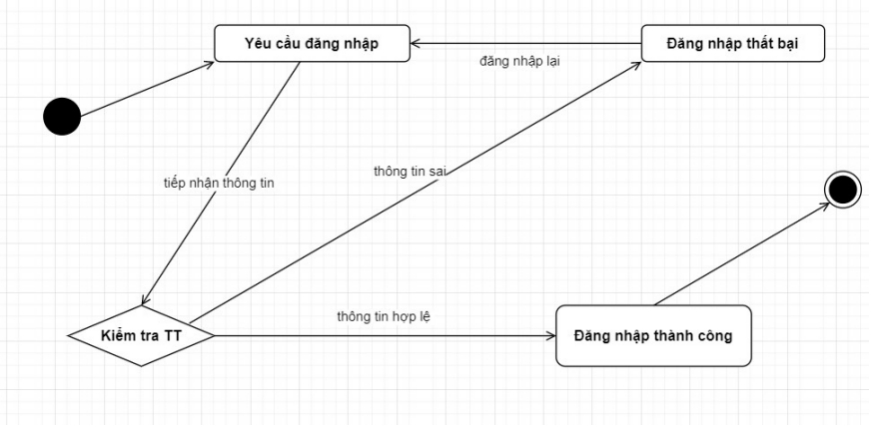 Yêu cầu đăng nhập
Đăng nhập thất bại
đăng nhập lại
thông tin sai
tiếp nhận thông tin
thông tin hợp lệ
Kiểm tra TT
Đăng nhập thành công